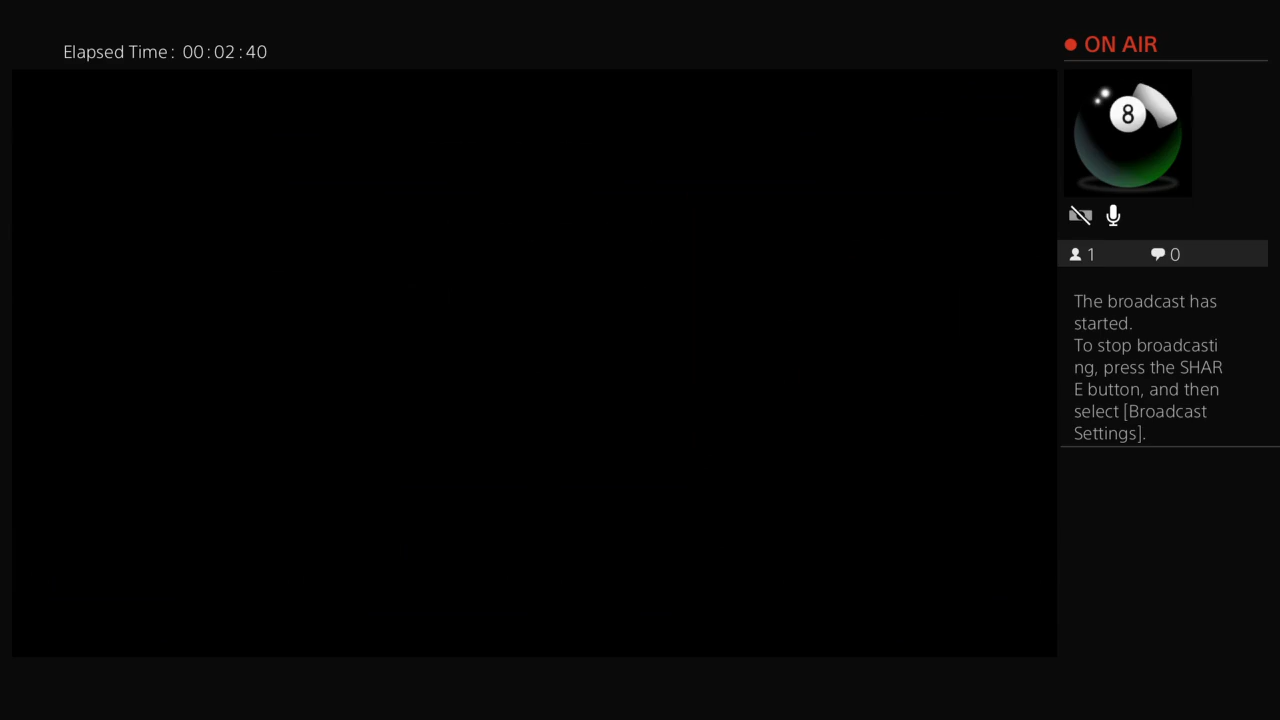 Elapsed Time: 00:02:40
ON AIR
8
1 0
The broadcast has
started.
To stop broadcasti
ng, press the SHAR
E button, and then
select [Broadcast
Settings].